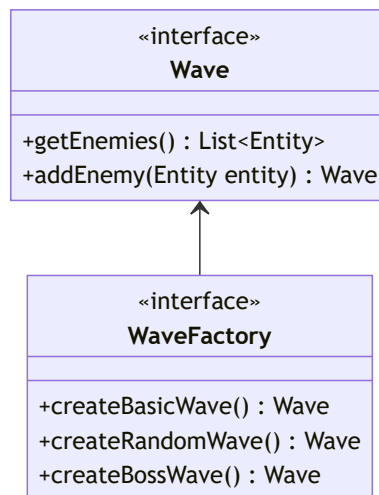 «interface»
Wave
+getEnemies() : List<Entity>
+addEnemy(Entity entity) : Wave
«interface»
WaveFactory
+createBasicWave() : Wave
+createRandomWave() : Wave
+createBossWave() : Wave